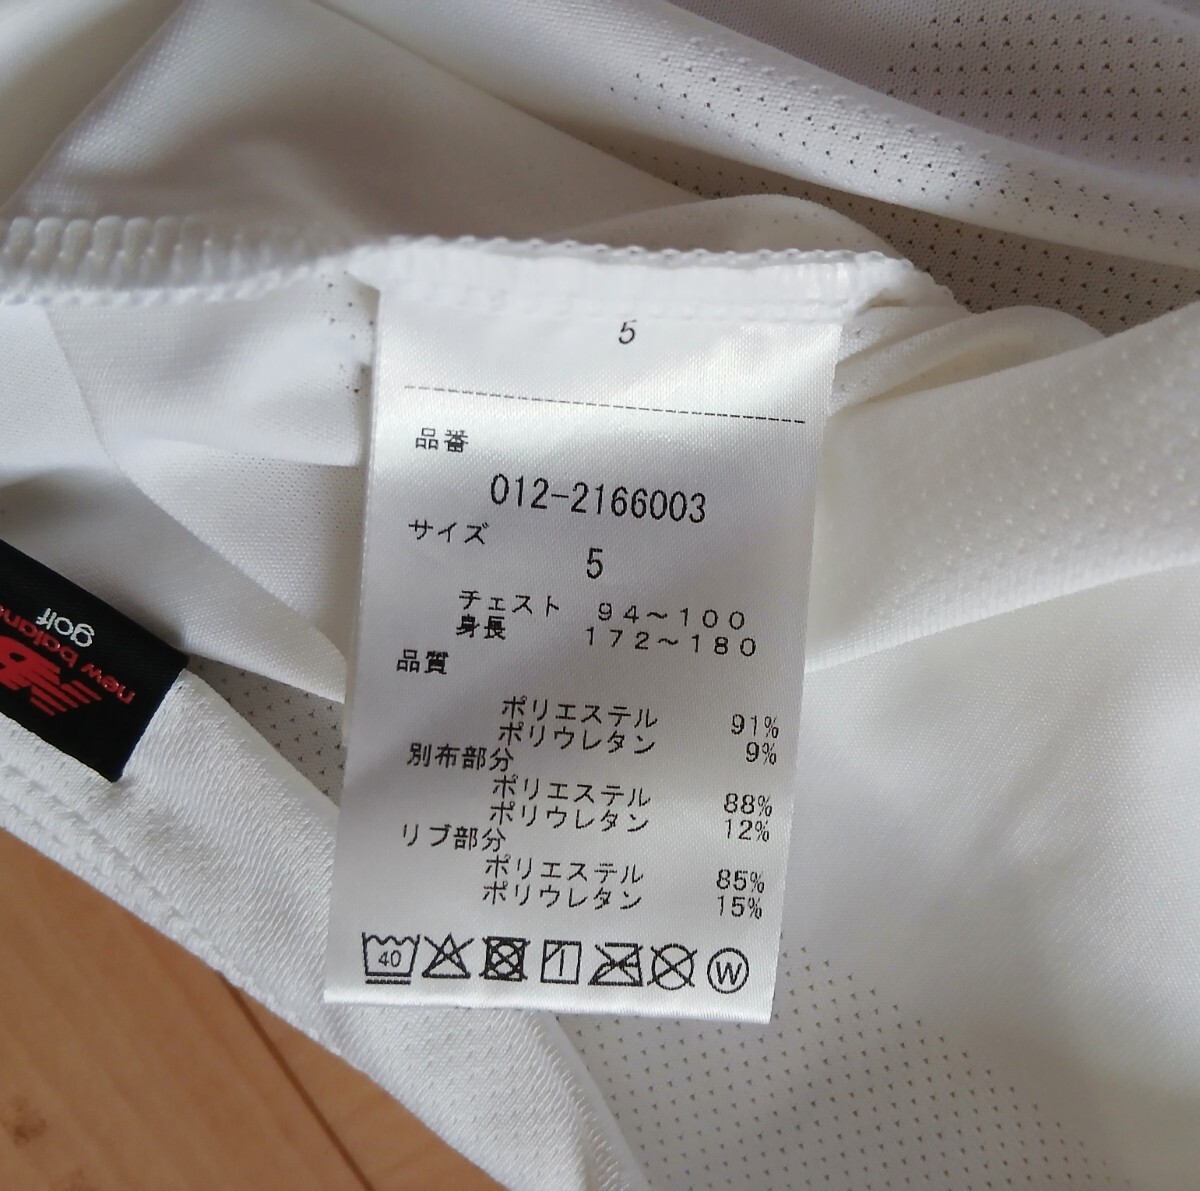 5
品番
012-2166003
サイズ
5
チェスト 94～100
身長 172～180
品質
ポリエステル 91%
ポリウレタン 9%
別布部分
ポリエステル 88%
ポリウレタン 12%
リブ部分
ポリエステル 85%
ポリウレタン 15%
40
W
new balance
golf